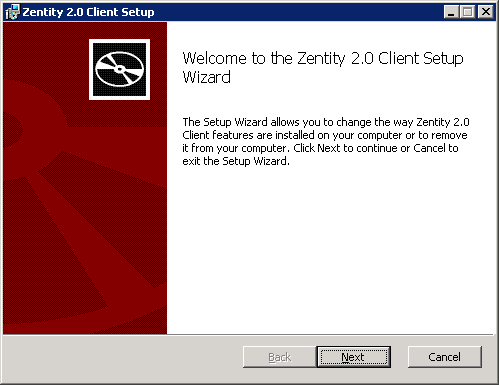 Zentity 2.0 Client Setup
Welcome to the Zentity 2.0 Client Setup
Wizard
The Setup Wizard allows you to change the way Zentity 2.0
Client features are installed on your computer or to remove
it from your computer. Click Next to continue or Cancel to
exit the Setup Wizard.
Back
Next
Cancel